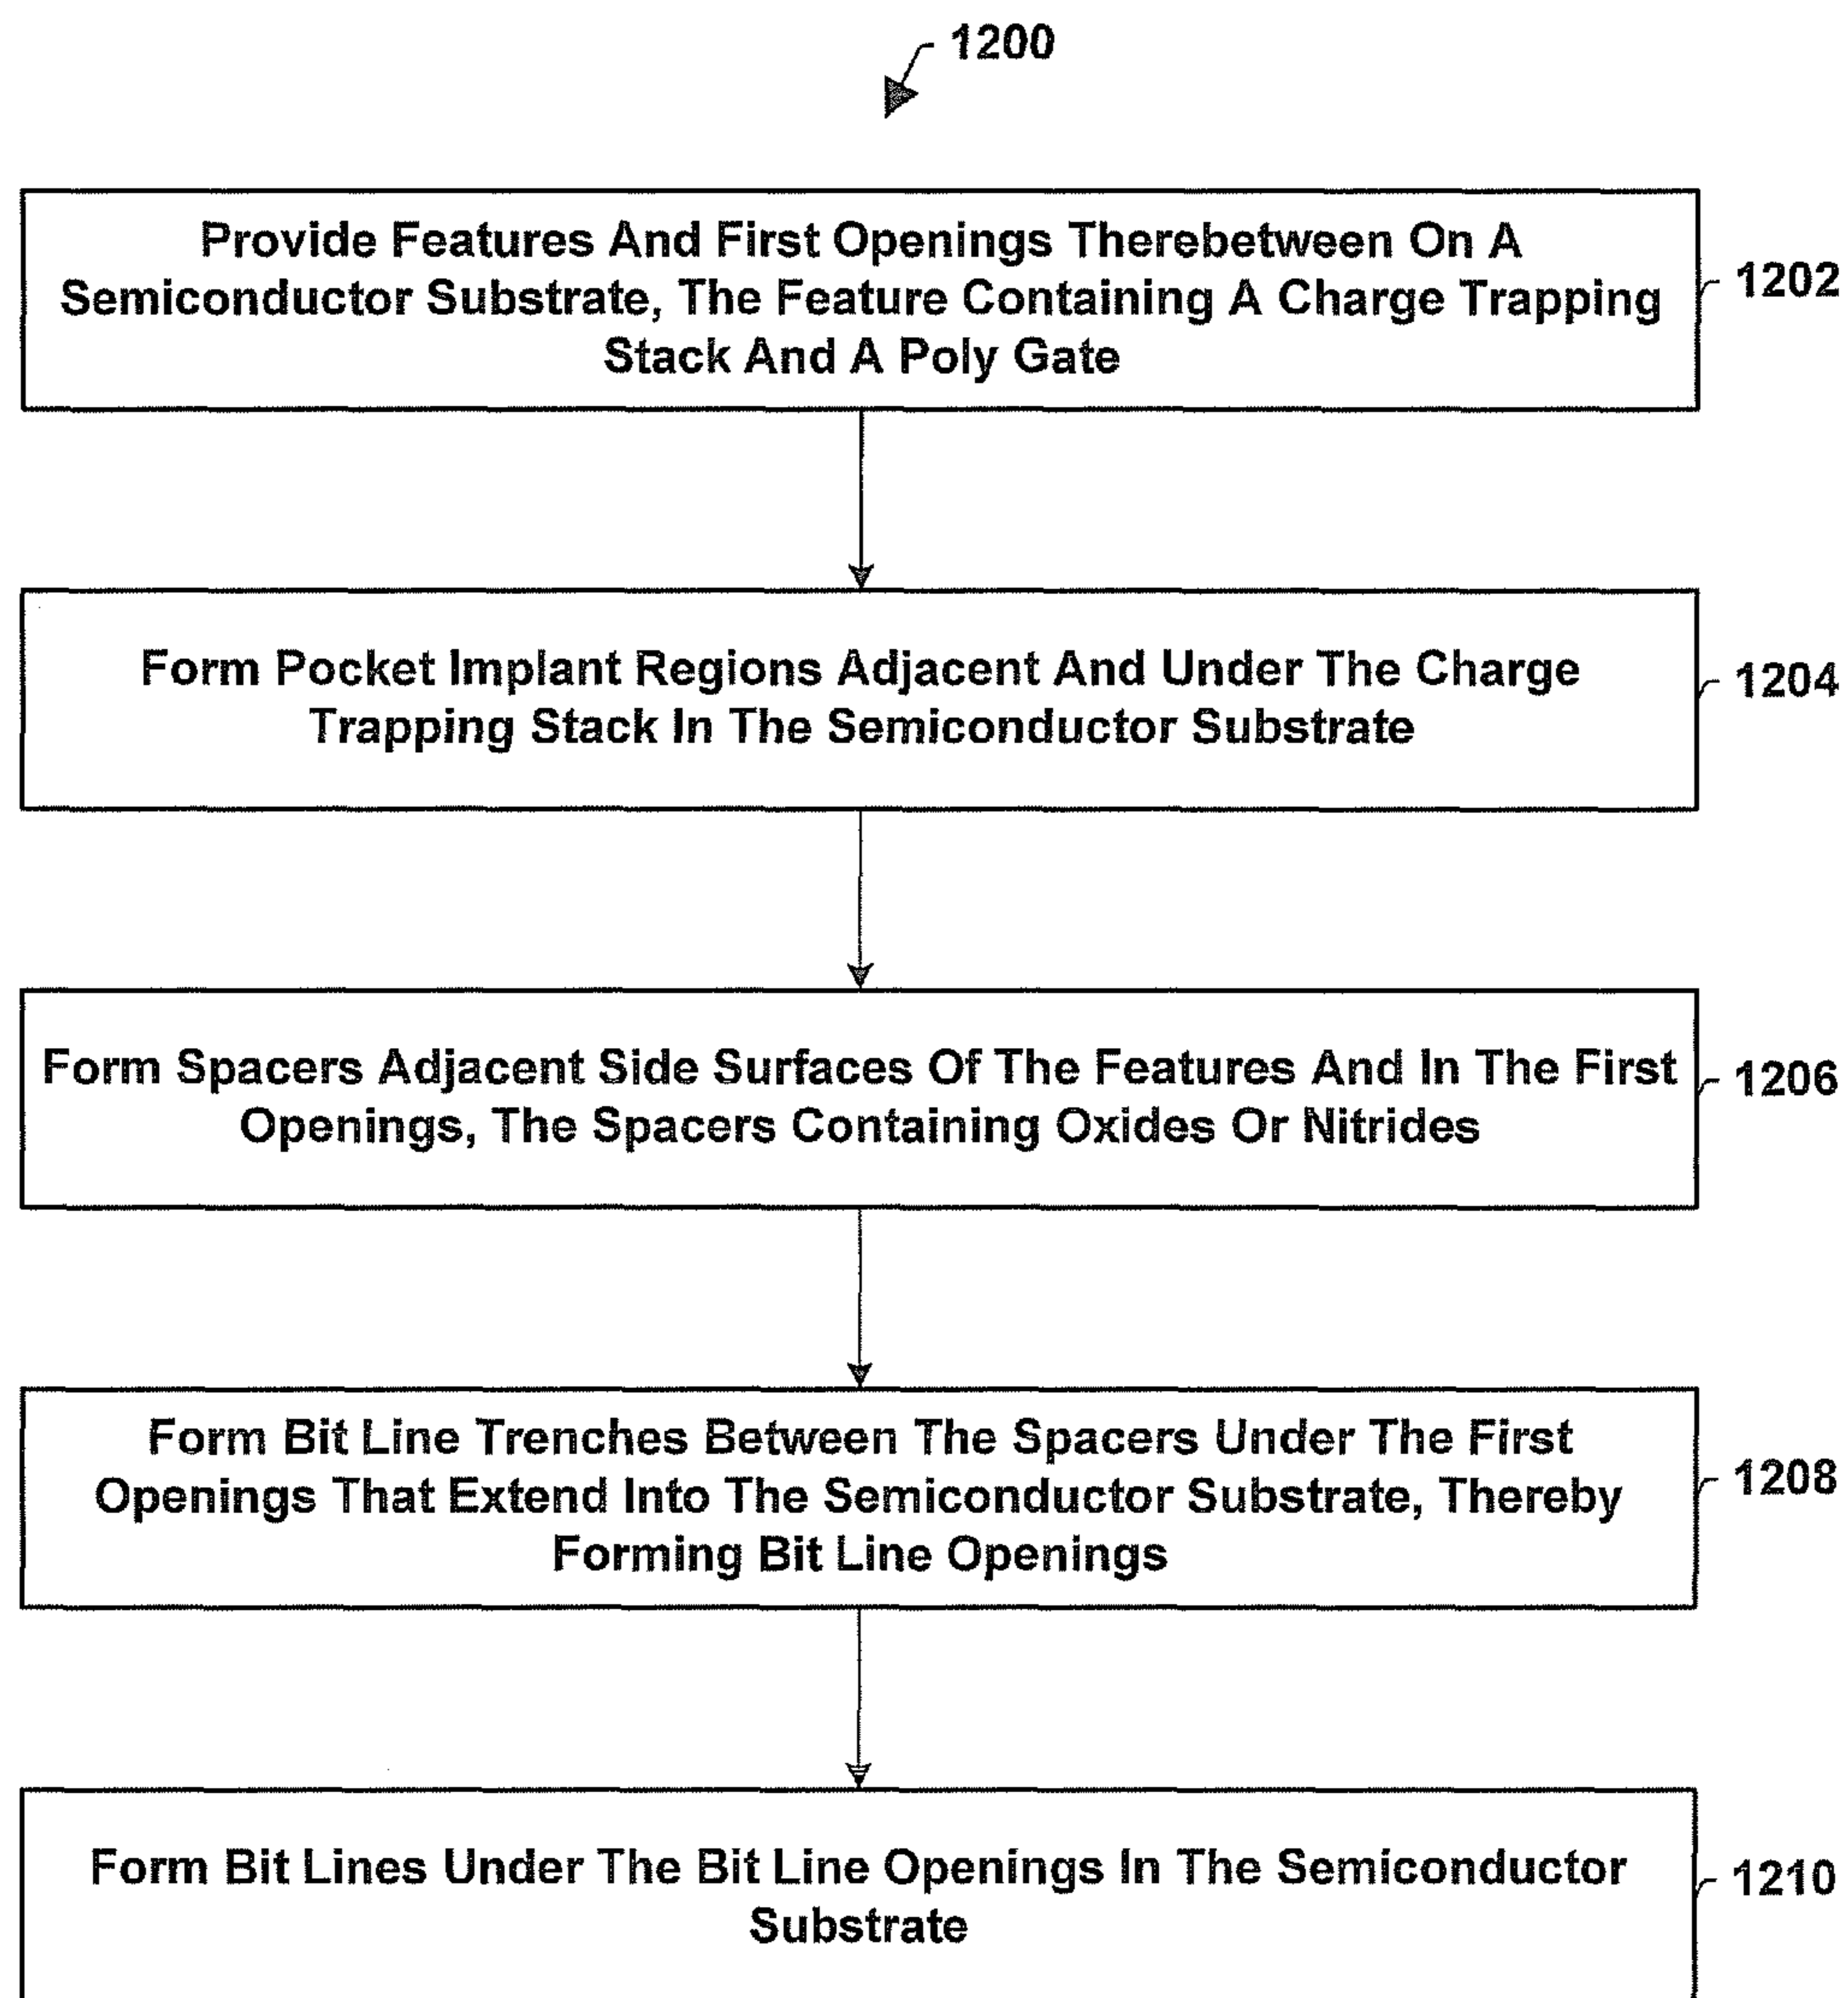 1200
Provide Features And First Openings Therebetween On A
Semiconductor Substrate, The Feature Containing A Charge Trapping
Stack And A Poly Gate
1202
Form Pocket Implant Regions Adjacent And Under The Charge
Trapping Stack In The Semiconductor Substrate
1204
Form Spacers Adjacent Side Surfaces Of The Features And In The First
Openings, The Spacers Containing Oxides Or Nitrides
1206
Form Bit Line Trenches Between The Spacers Under The First
Openings That Extend Into The Semiconductor Substrate, Thereby
Forming Bit Line Openings
1208
Form Bit Lines Under The Bit Line Openings In The Semiconductor
Substrate
1210